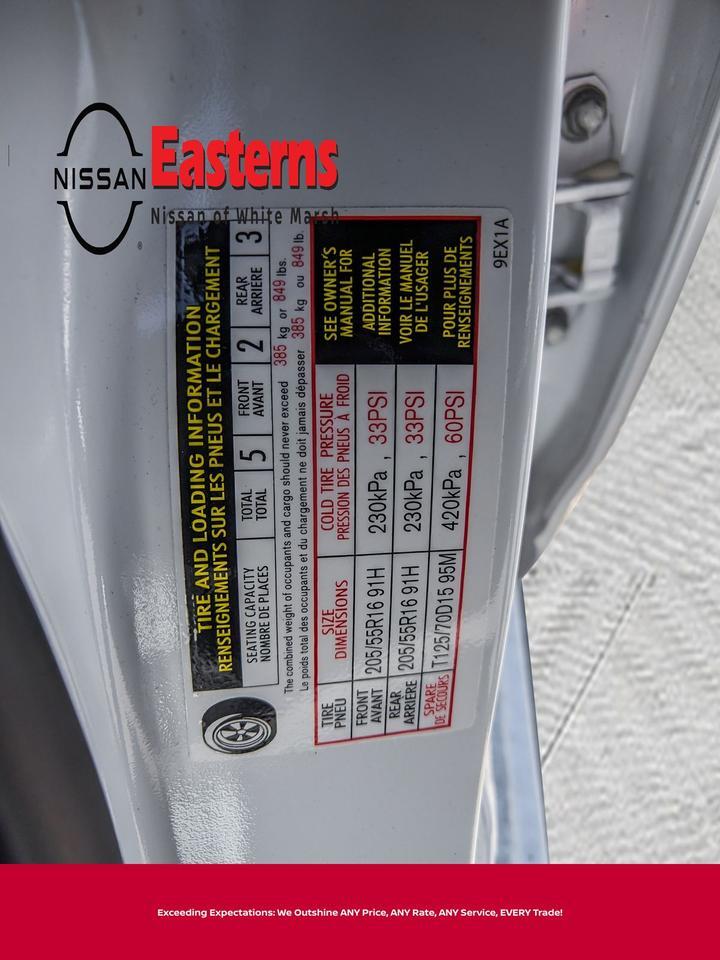 NISSAN
®
Easterns
Nissan of White Marsh
TIRE AND LOADING INFORMATION
RENSEIGNEMENTS SUR LES PNEUS ET LE CHARGEMENT
SEATING CAPACITY
NOMBRE DE PLACES
TOTAL
TOTAL
5
FRONT
AVANT
2
REAR
ARRIERE
3
The combined weight of occupants and cargo should never exceed 385 kg or 849 lbs.
Le poids total des occupants et du chargement ne doit jamais dépasser 385 kg ou 849 lb.
TIRE
PNEU
SIZE
DIMENSIONS
COLD TIRE PRESSURE
PRESSION DES PNEUS À FROID
SEE OWNER'S
MANUAL FOR
ADDITIONAL
INFORMATION
VOIR LE MANUEL
DE L'USAGER
POUR PLUS DE
RENSEIGNEMENTS
FRONT
AVANT
205/55R16 91H
230kPa , 33PSI
REAR
ARRIÈRE
205/55R16 91H
230kPa , 33PSI
SPARE
DE SECOURS
T125/70D15 95M
420kPa , 60PSI
9EX1A
Exceeding Expectations: We Outshine ANY Price, ANY Rate, ANY Service, EVERY Trade!